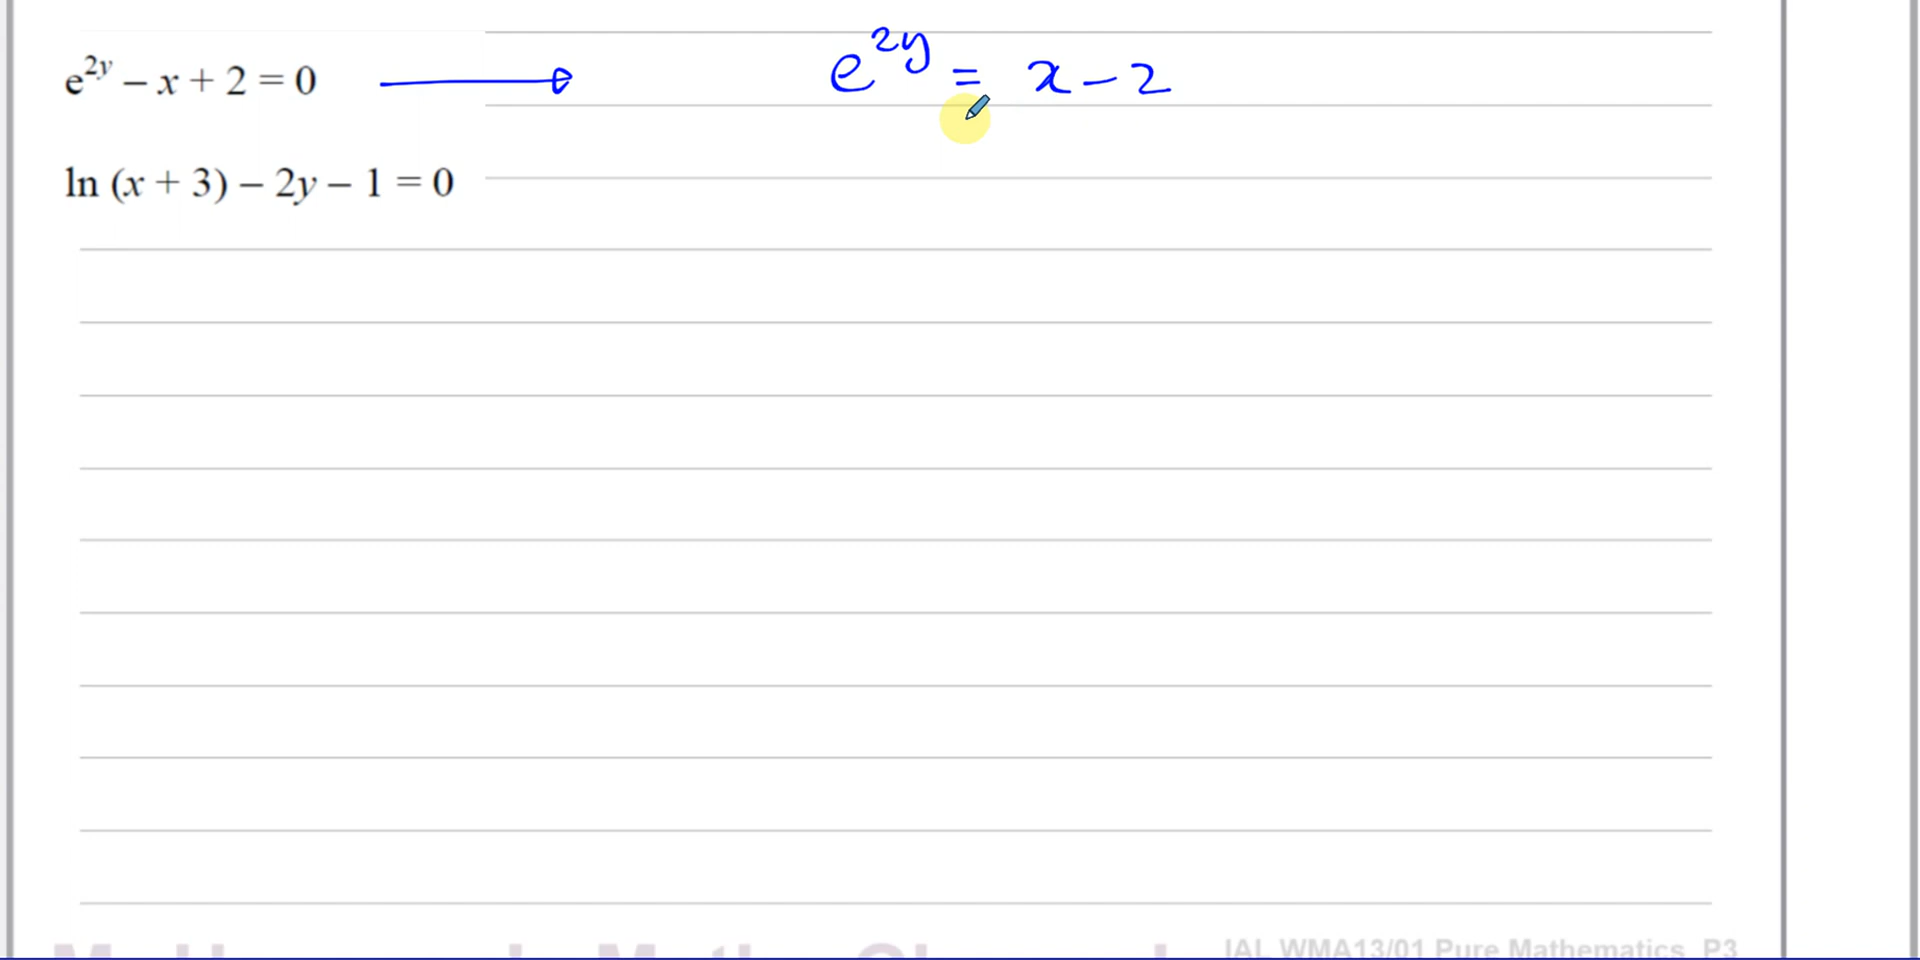 e^{2y} – x + 2 = 0 → e^{2y} = x – 2
ln (x + 3) – 2y – 1 = 0
IAL WMA13/01 Pure Mathematics P3